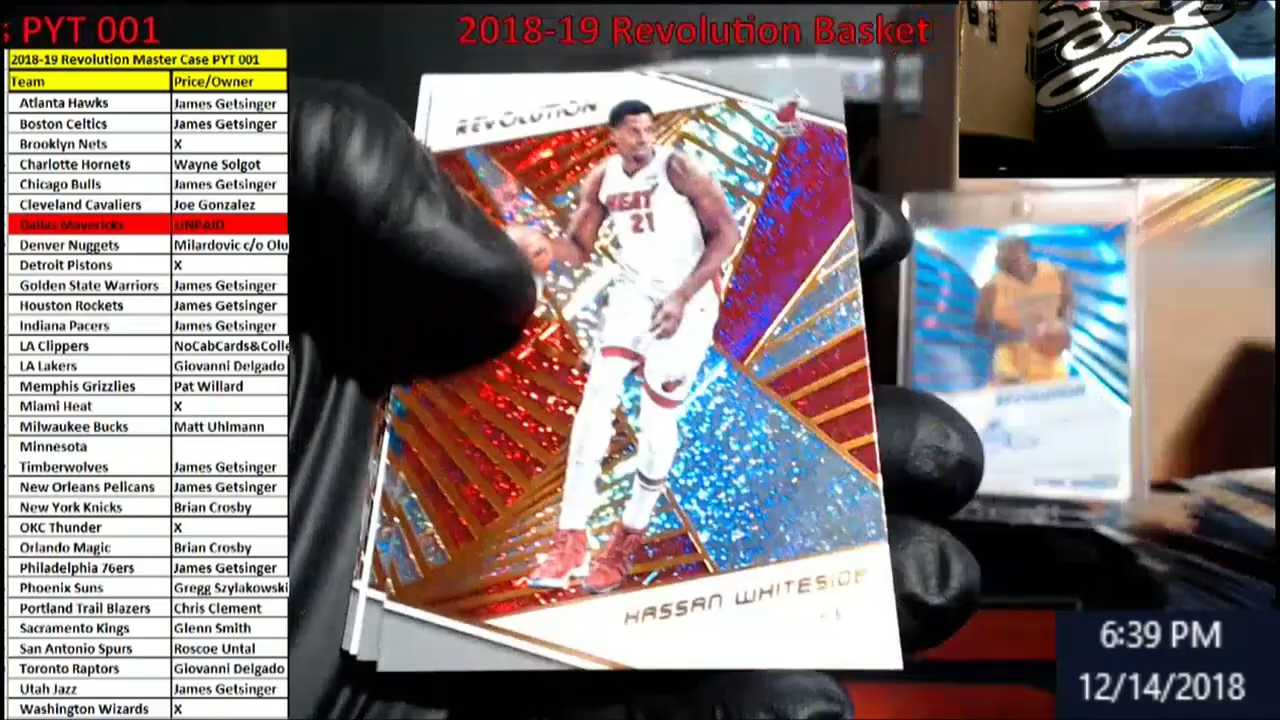 s PYT 001
2018-19 Revolution Basket
2018-19 Revolution Master Case PYT 001
Team Price/Owner
Atlanta Hawks James Getsinger
Boston Celtics James Getsinger
Brooklyn Nets X
Charlotte Hornets Wayne Solgot
Chicago Bulls James Getsinger
Cleveland Cavaliers Joe Gonzalez
Dallas Mavericks UNPAID
Denver Nuggets Milardovic c/o Olu
Detroit Pistons X
Golden State Warriors James Getsinger
Houston Rockets James Getsinger
Indiana Pacers James Getsinger
LA Clippers NoCabCards&Colle
LA Lakers Giovanni Delgado
Memphis Grizzlies Pat Willard
Miami Heat X
Milwaukee Bucks Matt Uhlmann
Minnesota
Timberwolves James Getsinger
New Orleans Pelicans James Getsinger
New York Knicks Brian Crosby
OKC Thunder X
Orlando Magic Brian Crosby
Philadelphia 76ers James Getsinger
Phoenix Suns Gregg Szylakowski
Portland Trail Blazers Chris Clement
Sacramento Kings Glenn Smith
San Antonio Spurs Roscoe Untal
Toronto Raptors Giovanni Delgado
Utah Jazz James Getsinger
Washington Wizards X
REVOLUTION
HEAT
21
HASSAN WHITESIDE
REVOLUTION
6:39 PM
12/14/2018